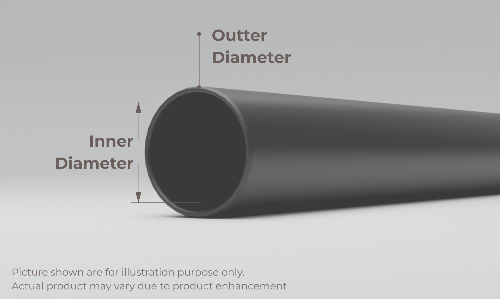 Outter
Diameter
Inner
Diameter
Picture shown are for illustration purpose only.
Actual product may vary due to product enhancement